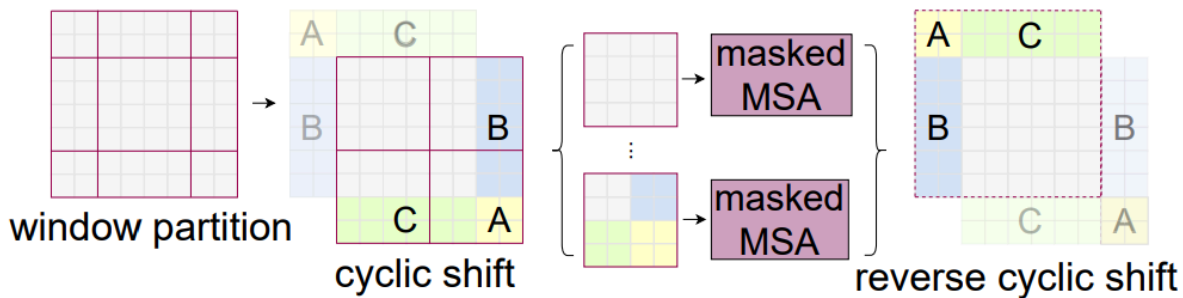 window partition
A C
B
B
C A
cyclic shift
masked
MSA
...
masked
MSA
A C
B
B
C A
reverse cyclic shift